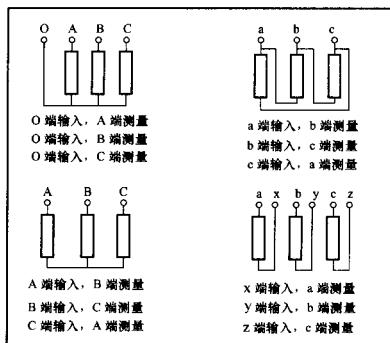 O A B C
O 端输入，A 端测量
O 端输入，B 端测量
O 端输入，C 端测量
a b c
a 端输入，b 端测量
b 端输入，c 端测量
c 端输入，a 端测量
A B C
A 端输入，B 端测量
B 端输入，C 端测量
C 端输入，A 端测量
a x b y c z
x 端输入，a 端测量
y 端输入，b 端测量
z 端输入，c 端测量